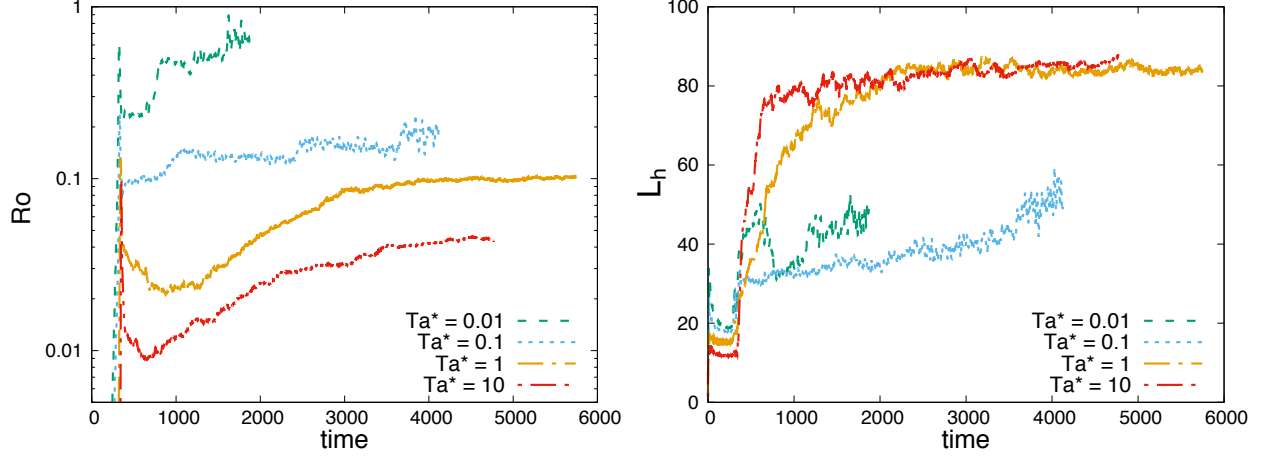 1
0.1
0.01
Ro
0 1000 2000 3000 4000 5000 6000
time
Ta* = 0.01
Ta* = 0.1
Ta* = 1
Ta* = 10
100
80
60
40
20
0
L_h
0 1000 2000 3000 4000 5000 6000
time
Ta* = 0.01
Ta* = 0.1
Ta* = 1
Ta* = 10